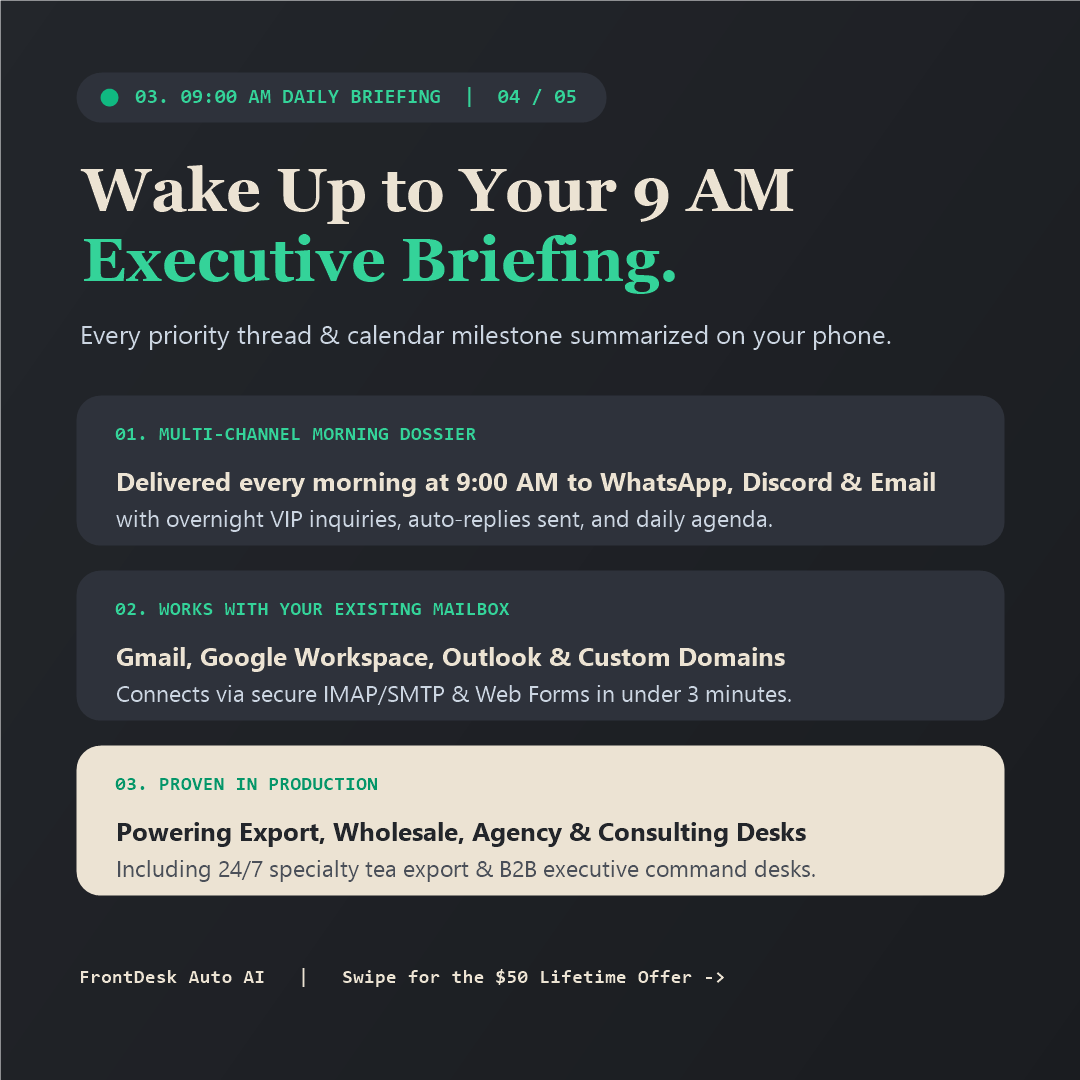 03. 09:00 AM DAILY BRIEFING | 04 / 05
Wake Up to Your 9 AM
Executive Briefing.
Every priority thread & calendar milestone summarized on your phone.
01. MULTI-CHANNEL MORNING DOSSIER
Delivered every morning at 9:00 AM to WhatsApp, Discord & Email
with overnight VIP inquiries, auto-replies sent, and daily agenda.
02. WORKS WITH YOUR EXISTING MAILBOX
Gmail, Google Workspace, Outlook & Custom Domains
Connects via secure IMAP/SMTP & Web Forms in under 3 minutes.
03. PROVEN IN PRODUCTION
Powering Export, Wholesale, Agency & Consulting Desks
Including 24/7 specialty tea export & B2B executive command desks.
FrontDesk Auto AI | Swipe for the $50 Lifetime Offer ->